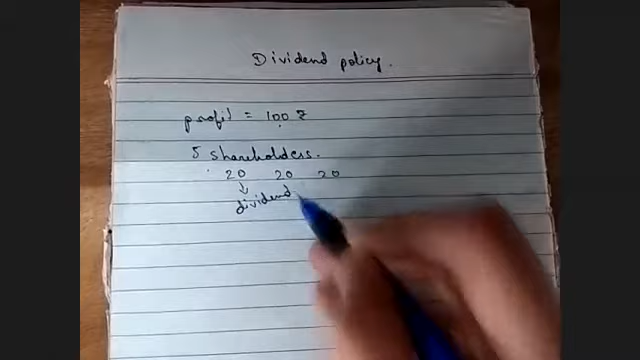 Dividend policy.
profit = 100 ₹
5 shareholders.
20 20 20
↓
dividend